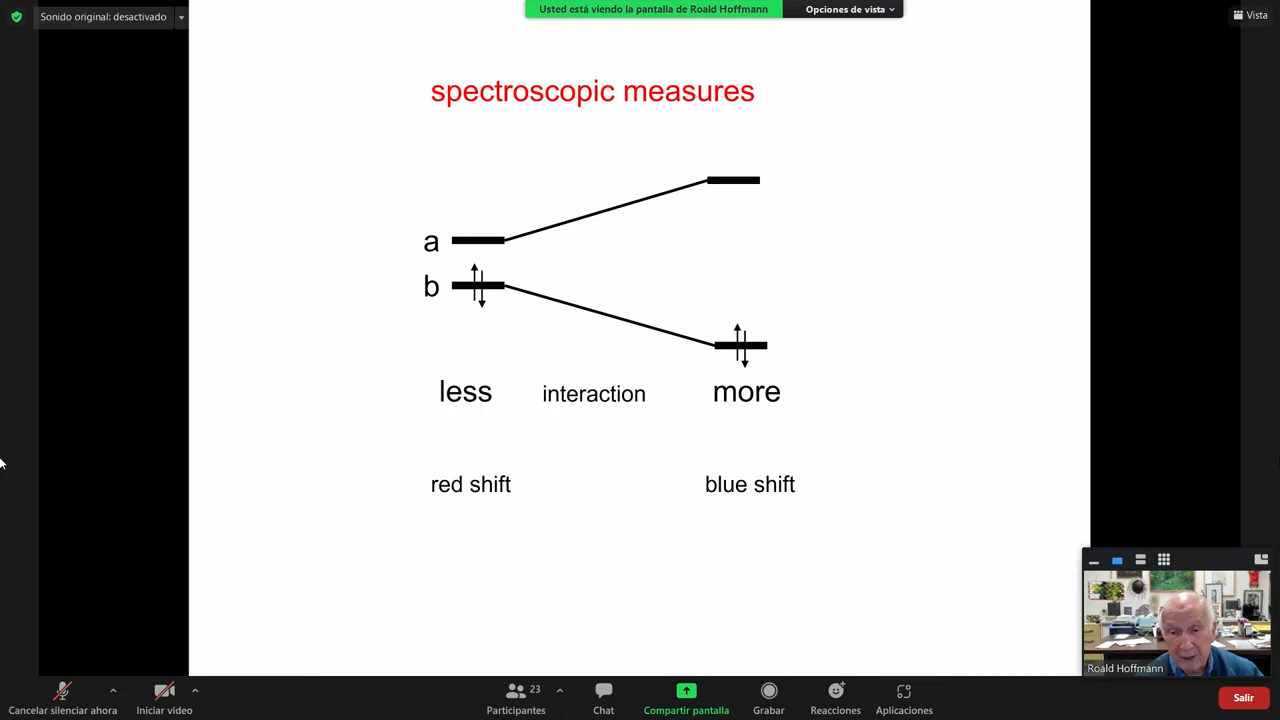 Sonido original: desactivado
Usted está viendo la pantalla de Roald Hoffmann
Opciones de vista
Vista
spectroscopic measures
a
b
less interaction more
red shift blue shift
Roald Hoffmann
Cancelar silenciar ahora
Iniciar video
23
Participantes
Chat
Compartir pantalla
Grabar
Reacciones
Aplicaciones
Salir